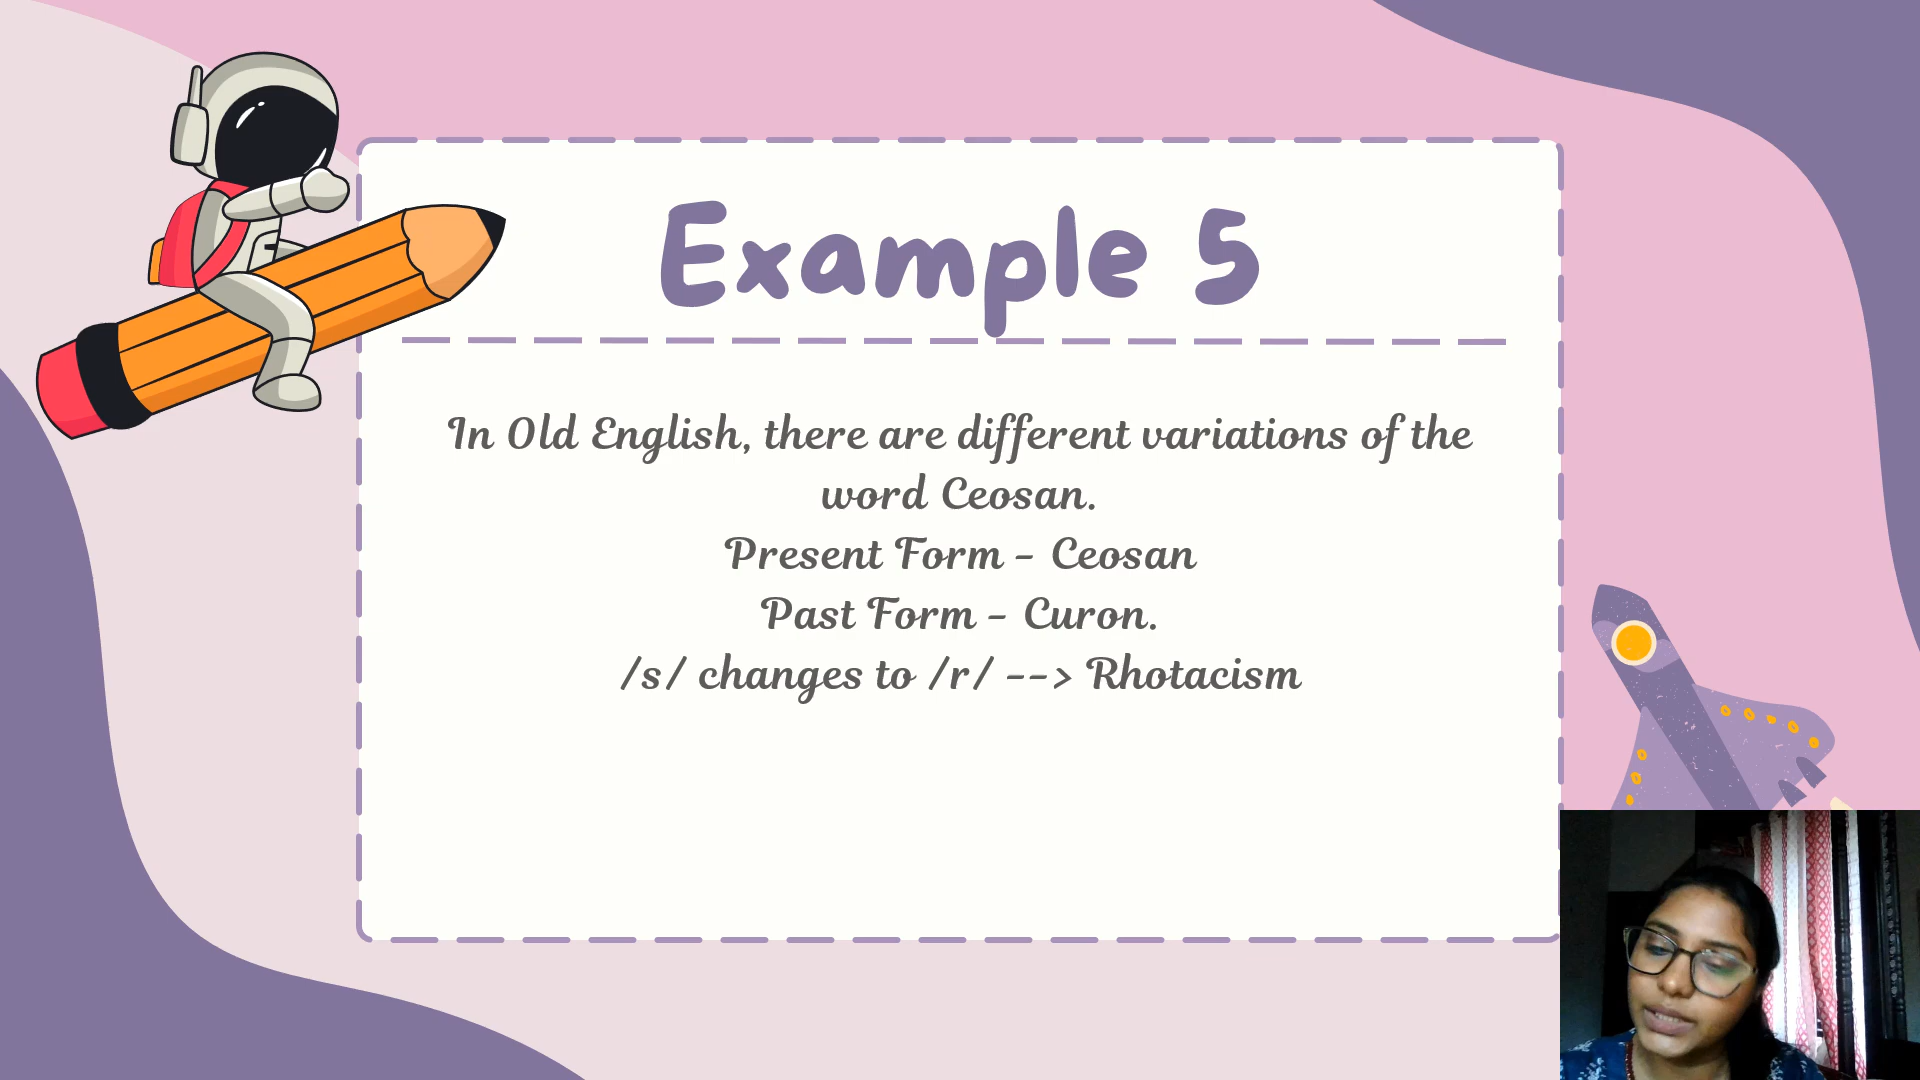 Example 5
In Old English, there are different variations of the
word Ceosan.
Present Form - Ceosan
Past Form - Curon.
/s/ changes to /r/ --> Rhotacism